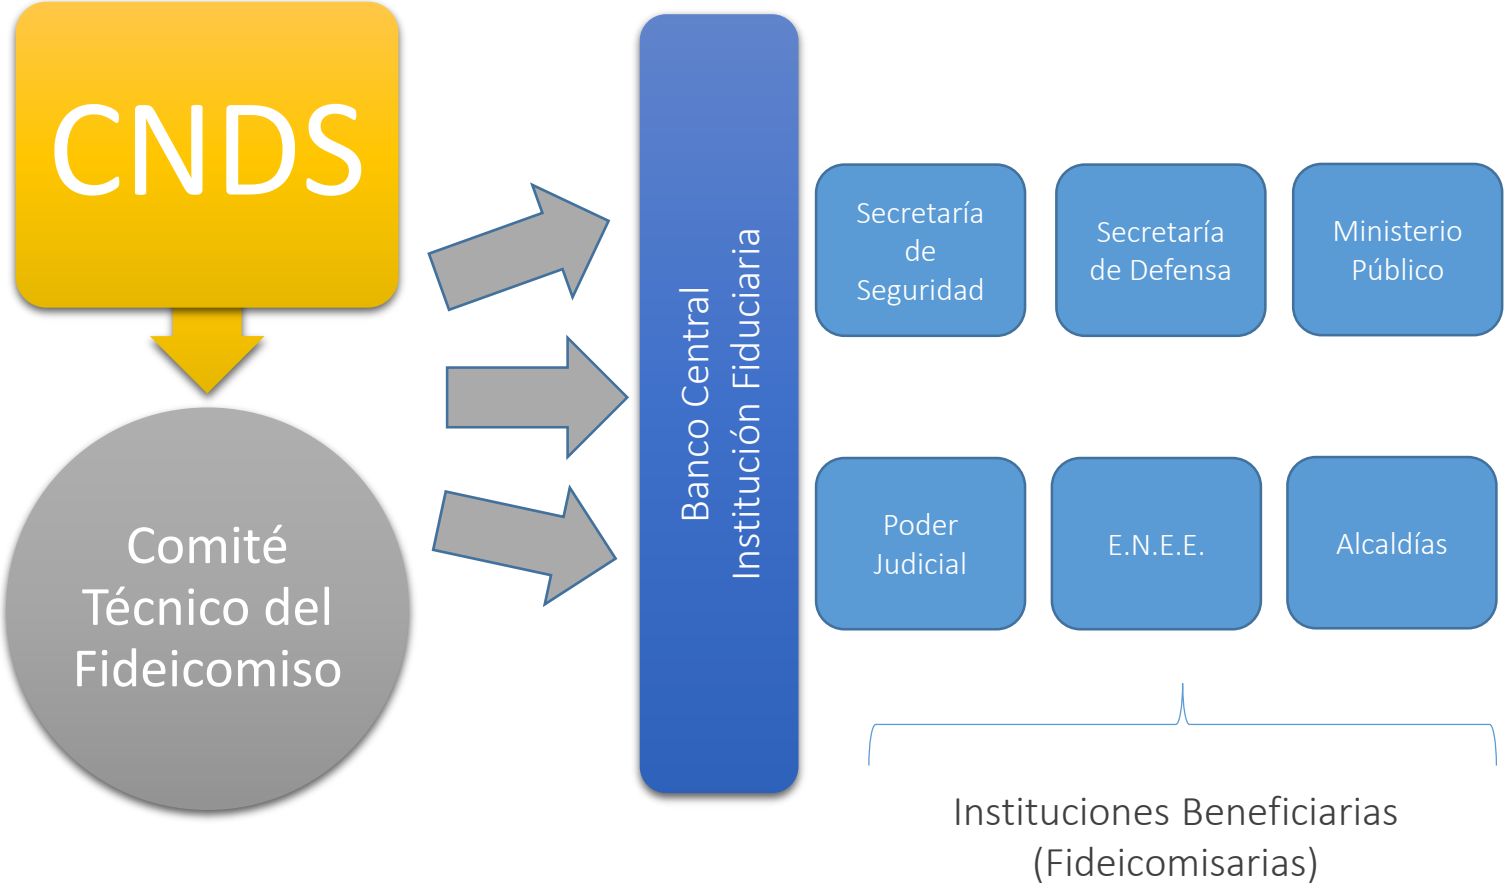 CNDS
Comité
Técnico del
Fideicomiso
Banco Central
Institución Fiduciaria
Secretaría
de
Seguridad
Secretaría
de Defensa
Ministerio
Público
Poder
Judicial
E.N.E.E.
Alcaldías
Instituciones Beneficiarias
(Fideicomisarias)